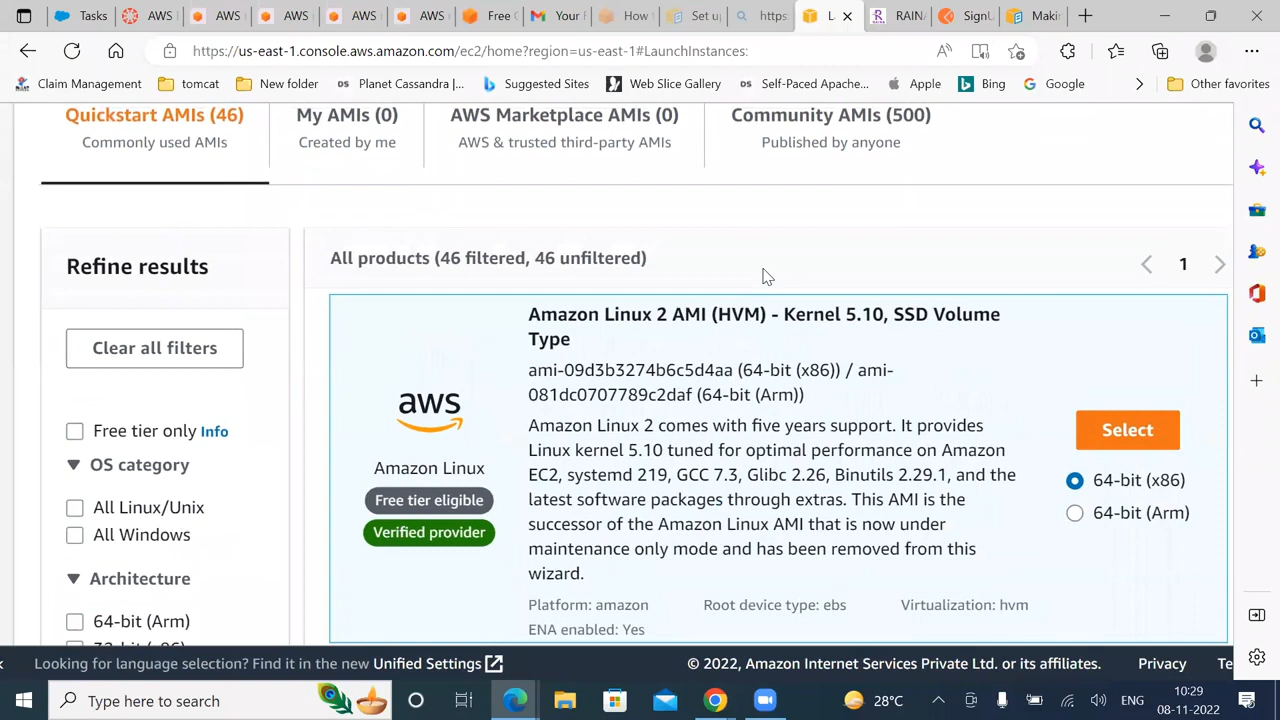 Tasks
AWS I
AWS
AWS
AWS
AWS
Free C
Your F
How t
Set up
https:
L
RAINA
SignU
Makin
https://us-east-1.console.aws.amazon.com/ec2/home?region=us-east-1#LaunchInstances:
Claim Management
tomcat
New folder
DS Planet Cassandra |...
Suggested Sites
Web Slice Gallery
DS Self-Paced Apache...
Apple
Bing
Google
Other favorites
Quickstart AMIs (46)
Commonly used AMIs
My AMIs (0)
Created by me
AWS Marketplace AMIs (0)
AWS & trusted third-party AMIs
Community AMIs (500)
Published by anyone
Refine results
Clear all filters
Free tier only Info
OS category
All Linux/Unix
All Windows
Architecture
64-bit (Arm)
All products (46 filtered, 46 unfiltered)
1
aws
Amazon Linux
Free tier eligible
Verified provider
Amazon Linux 2 AMI (HVM) - Kernel 5.10, SSD Volume
Type
ami-09d3b3274b6c5d4aa (64-bit (x86)) / ami-
081dc0707789c2daf (64-bit (Arm))
Amazon Linux 2 comes with five years support. It provides
Linux kernel 5.10 tuned for optimal performance on Amazon
EC2, systemd 219, GCC 7.3, Glibc 2.26, Binutils 2.29.1, and the
latest software packages through extras. This AMI is the
successor of the Amazon Linux AMI that is now under
maintenance only mode and has been removed from this
wizard.
Platform: amazon
Root device type: ebs
Virtualization: hvm
ENA enabled: Yes
Select
64-bit (x86)
64-bit (Arm)
Looking for language selection? Find it in the new Unified Settings
© 2022, Amazon Internet Services Private Ltd. or its affiliates.
Privacy
Te
Type here to search
28°C
ENG
10:29
08-11-2022